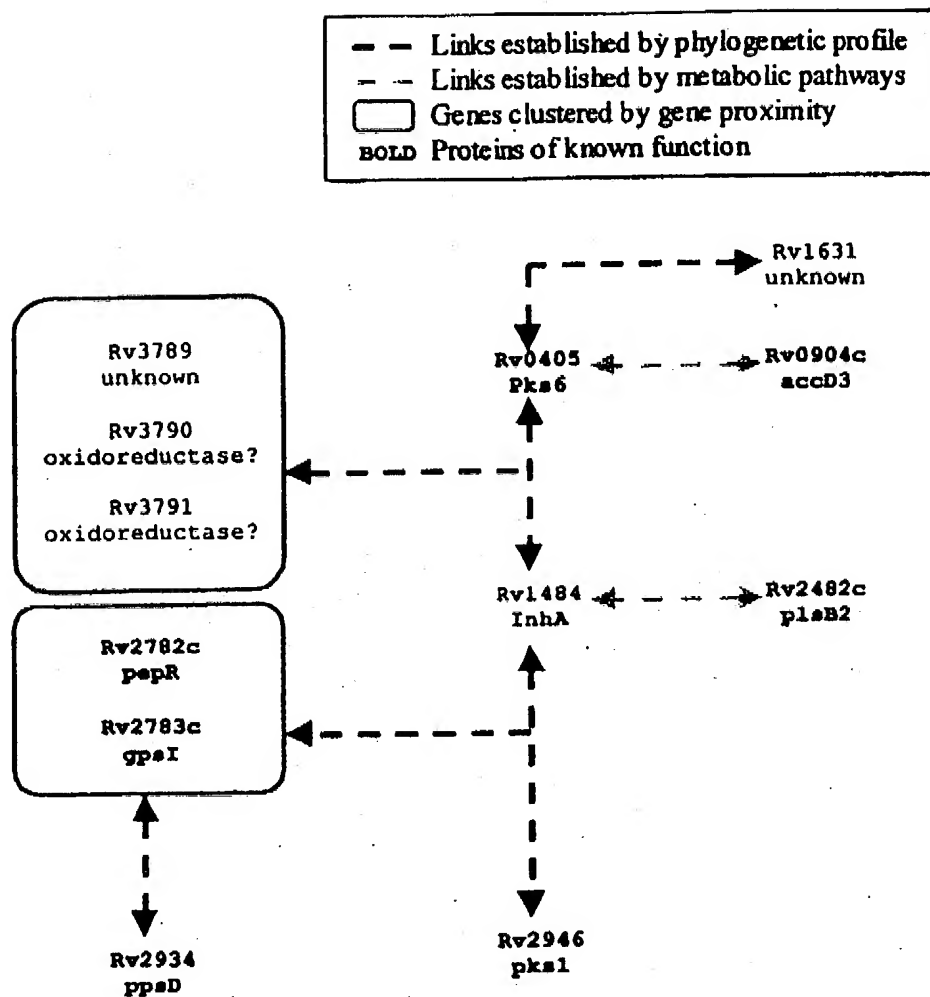 Links established by phylogenetic profile
Links established by metabolic pathways
Genes clustered by gene proximity
BOLD Proteins of known function
Rv1631
unknown
Rv3789
unknown
Rv0405
Pks6
Rv0904c
accD3
Rv3790
oxidoreductase?
Rv3791
oxidoreductase?
Rv1484
InhA
Rv2482c
plsB2
Rv2782c
pepR
Rv2783c
gpsI
Rv2934
ppsD
Rv2946
pks1